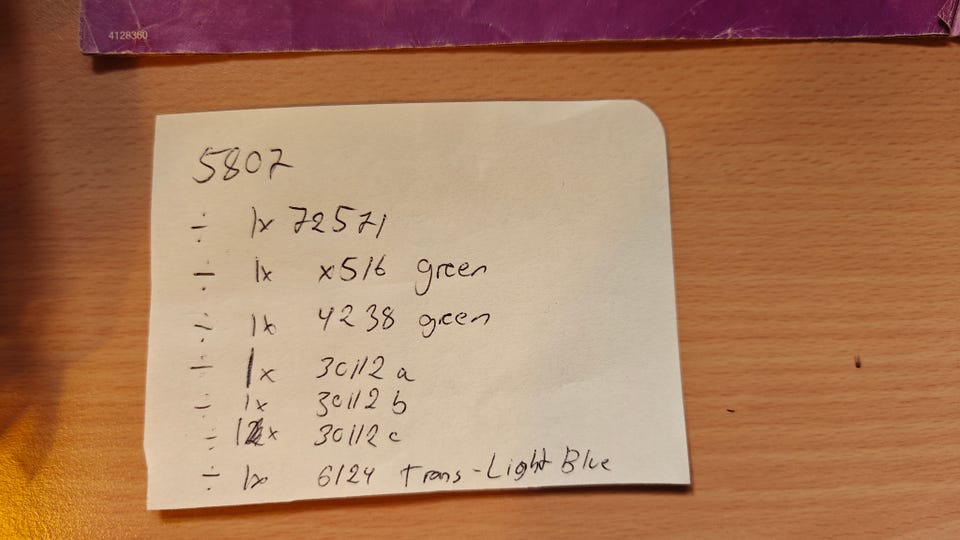 4128360
5807
÷ 1x 72571
÷ 1x x516 green
÷ 1x 4238 green
÷ 1x 30112 a
÷ 1x 30112 b
÷ 1x 30112 c
÷ 1x 6124 Trans-Light Blue